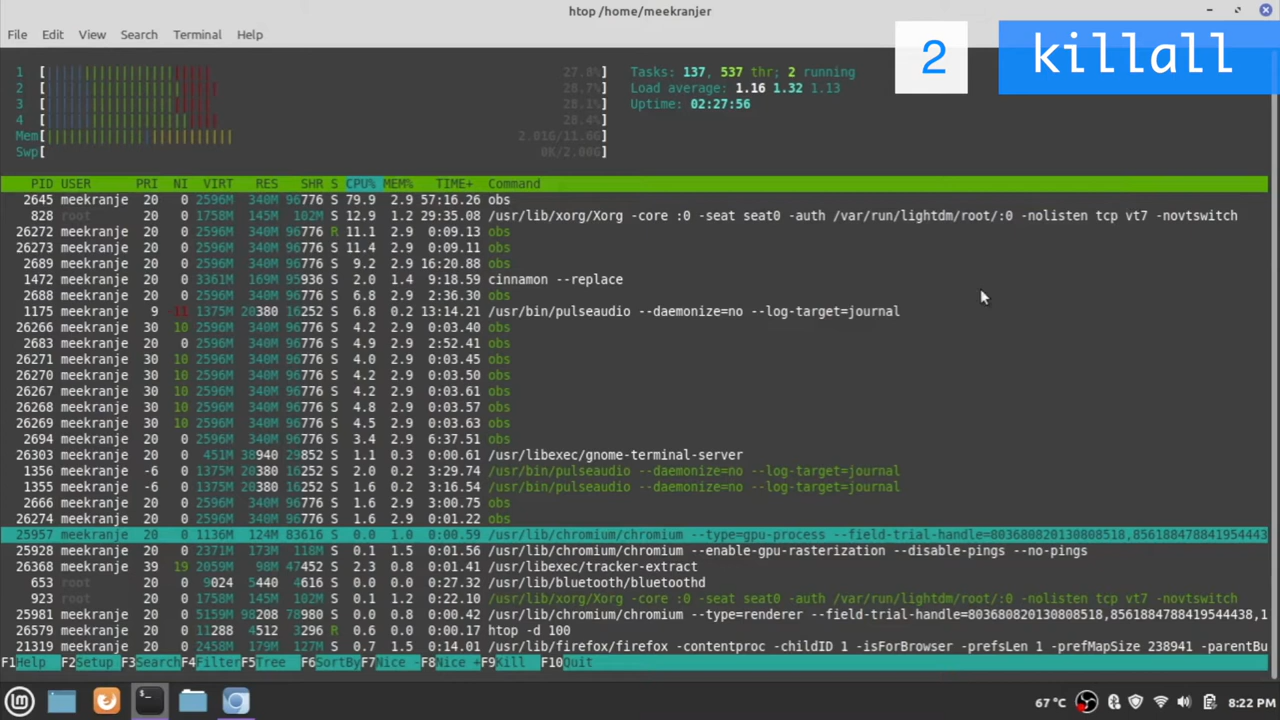 htop /home/meekranjer
File Edit View Search Terminal Help
2 killall
1 [ 27.8%]
2 [ 28.7%]
3 [ 28.1%]
4 [ 28.4%]
Mem[ 2.01G/11.6G]
Swp[ 0K/2.00G]
Tasks: 137, 537 thr; 2 running
Load average: 1.16 1.32 1.13
Uptime: 02:27:56
PID USER PRI NI VIRT RES SHR S CPU% MEM% TIME+ Command
2645 meekranje 20 0 2596M 340M 96776 S 79.9 2.9 57:16.26 obs
828 root 20 0 1758M 145M 102M S 12.9 1.2 29:35.08 /usr/lib/xorg/Xorg -core :0 -seat seat0 -auth /var/run/lightdm/root/:0 -nolisten tcp vt7 -novtswitch
26272 meekranje 20 0 2596M 340M 96776 R 11.1 2.9 0:09.13 obs
26273 meekranje 20 0 2596M 340M 96776 S 11.4 2.9 0:09.11 obs
2689 meekranje 20 0 2596M 340M 96776 S 9.2 2.9 16:20.88 obs
1472 meekranje 20 0 3361M 169M 95936 S 2.0 1.4 9:18.59 cinnamon --replace
2688 meekranje 20 0 2596M 340M 96776 S 6.8 2.9 2:36.30 obs
1175 meekranje 9 -11 1375M 20380 16252 S 6.8 0.2 13:14.21 /usr/bin/pulseaudio --daemonize=no --log-target=journal
26266 meekranje 30 10 2596M 340M 96776 S 4.2 2.9 0:03.40 obs
2683 meekranje 20 0 2596M 340M 96776 S 4.9 2.9 2:52.41 obs
26271 meekranje 30 10 2596M 340M 96776 S 4.0 2.9 0:03.45 obs
26270 meekranje 30 10 2596M 340M 96776 S 4.2 2.9 0:03.50 obs
26267 meekranje 30 10 2596M 340M 96776 S 4.2 2.9 0:03.61 obs
26268 meekranje 30 10 2596M 340M 96776 S 4.8 2.9 0:03.57 obs
26269 meekranje 30 10 2596M 340M 96776 S 4.5 2.9 0:03.63 obs
2694 meekranje 20 0 2596M 340M 96776 S 3.4 2.9 6:37.51 obs
26303 meekranje 20 0 451M 38940 29852 S 1.1 0.3 0:00.59 /usr/libexec/gnome-terminal-server
1356 meekranje -6 0 1375M 20380 16252 S 2.0 0.2 3:29.74 /usr/bin/pulseaudio --daemonize=no --log-target=journal
1355 meekranje -6 0 1375M 20380 16252 S 1.6 0.2 3:16.54 /usr/bin/pulseaudio --daemonize=no --log-target=journal
2666 meekranje 20 0 2596M 340M 96776 S 1.6 2.9 3:00.75 obs
26274 meekranje 20 0 2596M 340M 96776 S 1.6 2.9 0:01.22 obs
25957 meekranje 20 0 1136M 124M 83616 S 0.0 1.0 0:00.59 /usr/lib/chromium/chromium --type=gpu-process --field-trial-handle=8036808201308085​18,8561884788419544​43
25928 meekranje 20 0 2371M 173M 118M S 0.1 1.5 0:01.56 /usr/lib/chromium/chromium --enable-gpu-rasterization --disable-pings --no-pings
26368 meekranje 39 19 2059M 98M 47452 S 2.3 0.8 0:01.41 /usr/libexec/tracker-extract
653 root 20 0 9024 5440 4616 S 0.0 0.0 0:27.32 /usr/lib/bluetooth/bluetoothd
923 root 20 0 1758M 145M 102M S 0.1 1.2 0:22.10 /usr/lib/xorg/Xorg -core :0 -seat seat0 -auth /var/run/lightdm/root/:0 -nolisten tcp vt7 -novtswitch
25981 meekranje 20 0 5159M 98208 78980 S 0.0 0.8 0:00.42 /usr/lib/chromium/chromium --type=renderer --field-trial-handle=803680820130808518,8561884788419544438,1
26579 meekranje 20 0 11288 4512 3296 R 0.6 0.0 0:00.17 htop -d 100
21319 meekranje 20 0 2458M 179M 127M S 0.7 1.5 0:14.01 /usr/lib/firefox/firefox -contentproc -childID 1 -isForBrowser -prefsLen 1 -prefMapSize 238941 -parentBu
F1Help F2Setup F3SearchF4FilterF5Tree F6SortByF7Nice -F8Nice +F9Kill F10Quit
67 °C 8:22 PM